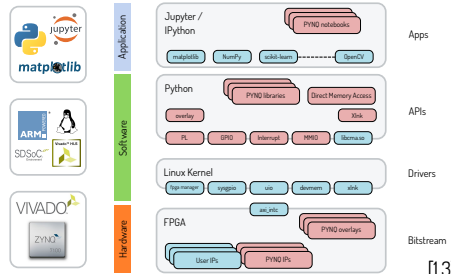 jupyter
matplotlib
Application
Jupyter /
IPython
PYNQ notebooks
matplotlib
NumPy
scikit-learn
OpenCV
Apps
ARM
SDSoC
Vivado HLS
Software
Python
PYNQ libraries
Direct Memory Access
overlay
Xlnk
PL
GPIO
Interrupt
MMIO
libcma.so
APIs
Linux Kernel
fpga manager
sysgpio
uio
devmem
xlnk
Drivers
VIVADO
ZYNQ
Hardware
axi_intc
FPGA
PYNQ overlays
User IPs
PYNQ IPs
Bitstream
[13